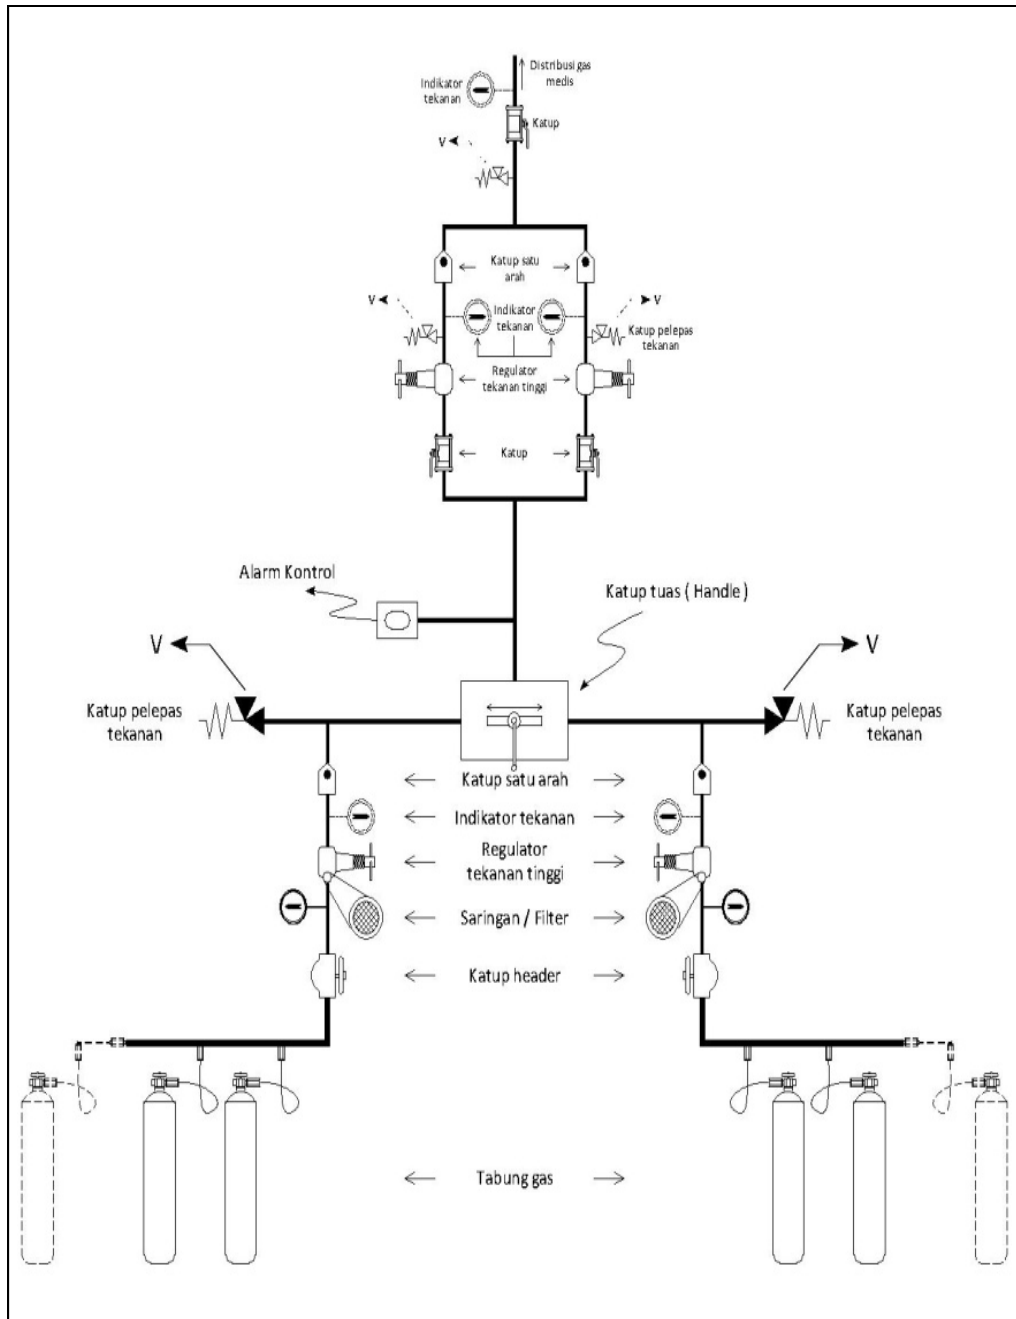 Distribusi gas
medis
Indikator
tekanan
Katup
V
Katup satu
arah
V
V
Indikator
tekanan
Katup pelepas
tekanan
Regulator
tekanan tinggi
Katup
Alarm Kontrol
Katup tuas ( Handle )
V
V
Katup pelepas
tekanan
Katup pelepas
tekanan
Katup satu arah
Indikator tekanan
Regulator
tekanan tinggi
Saringan / Filter
Katup header
Tabung gas